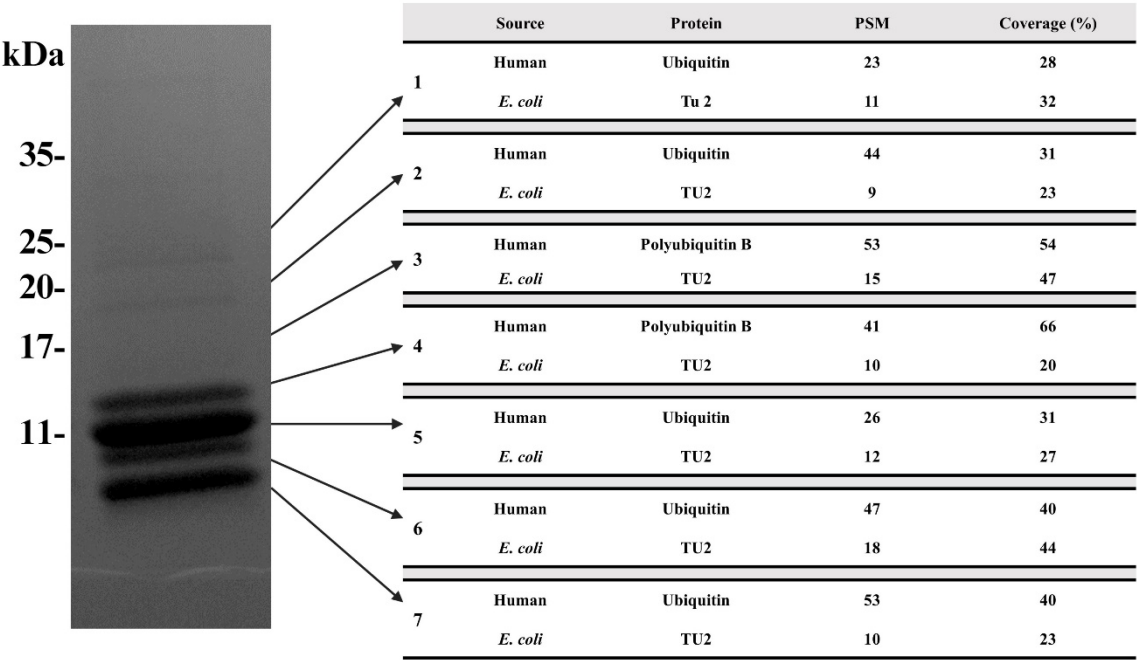 Source Protein PSM Coverage (%)
kDa
35-
25-
20-
17-
11-
1
Human Ubiquitin 23 28
E. coli Tu 2 11 32
2
Human Ubiquitin 44 31
E. coli TU2 9 23
3
Human Polyubiquitin B 53 54
E. coli TU2 15 47
4
Human Polyubiquitin B 41 66
E. coli TU2 10 20
5
Human Ubiquitin 26 31
E. coli TU2 12 27
6
Human Ubiquitin 47 40
E. coli TU2 18 44
7
Human Ubiquitin 53 40
E. coli TU2 10 23